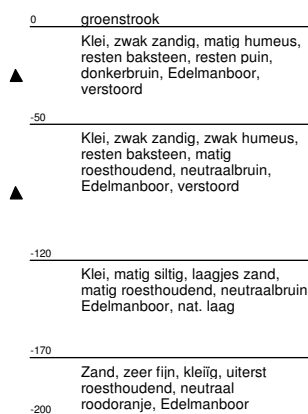 0 groenstrook
Klei, zwak zandig, matig humeus,
resten baksteen, resten puin,
donkerbruin, Edelmanboor,
verstoord
-50
Klei, zwak zandig, zwak humeus,
resten baksteen, matig
roesthoudend, neutraalbruin,
Edelmanboor, verstoord
-120
Klei, matig siltig, laagjes zand,
matig roesthoudend, neutraalbruin
Edelmanboor, nat. laag
-170
Zand, zeer fijn, kleiïg, uiterst
roesthoudend, neutraal
roodoranje, Edelmanboor
-200